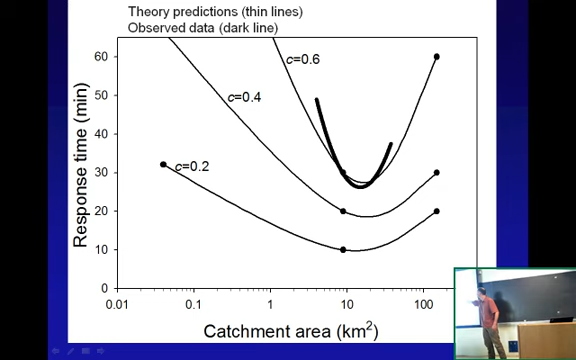 Theory predictions (thin lines)
Observed data (dark line)
60
50
40
30
20
10
0
Response time (min)
c=0.6
c=0.4
c=0.2
0.01 0.1 1 10 100
Catchment area (km²)